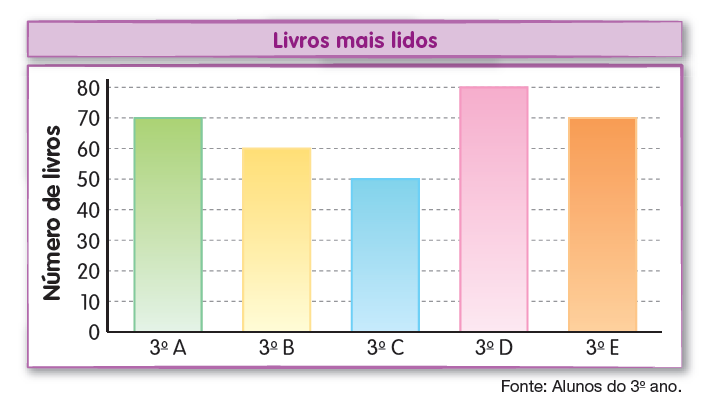 Livros mais lidos
Número de livros
80
70
60
50
40
30
20
10
0
3º A 3º B 3º C 3º D 3º E
Fonte: Alunos do 3º ano.